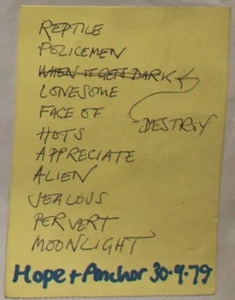 REPTILE
POLICEMEN
WHEN IT GETS DARK
LONESOME
FACE OF
DESTROY
HOTS
APPRECIATE
ALIEN
JEALOUS
PERVERT
MOONLIGHT
Hope + Anchor 30.9.79